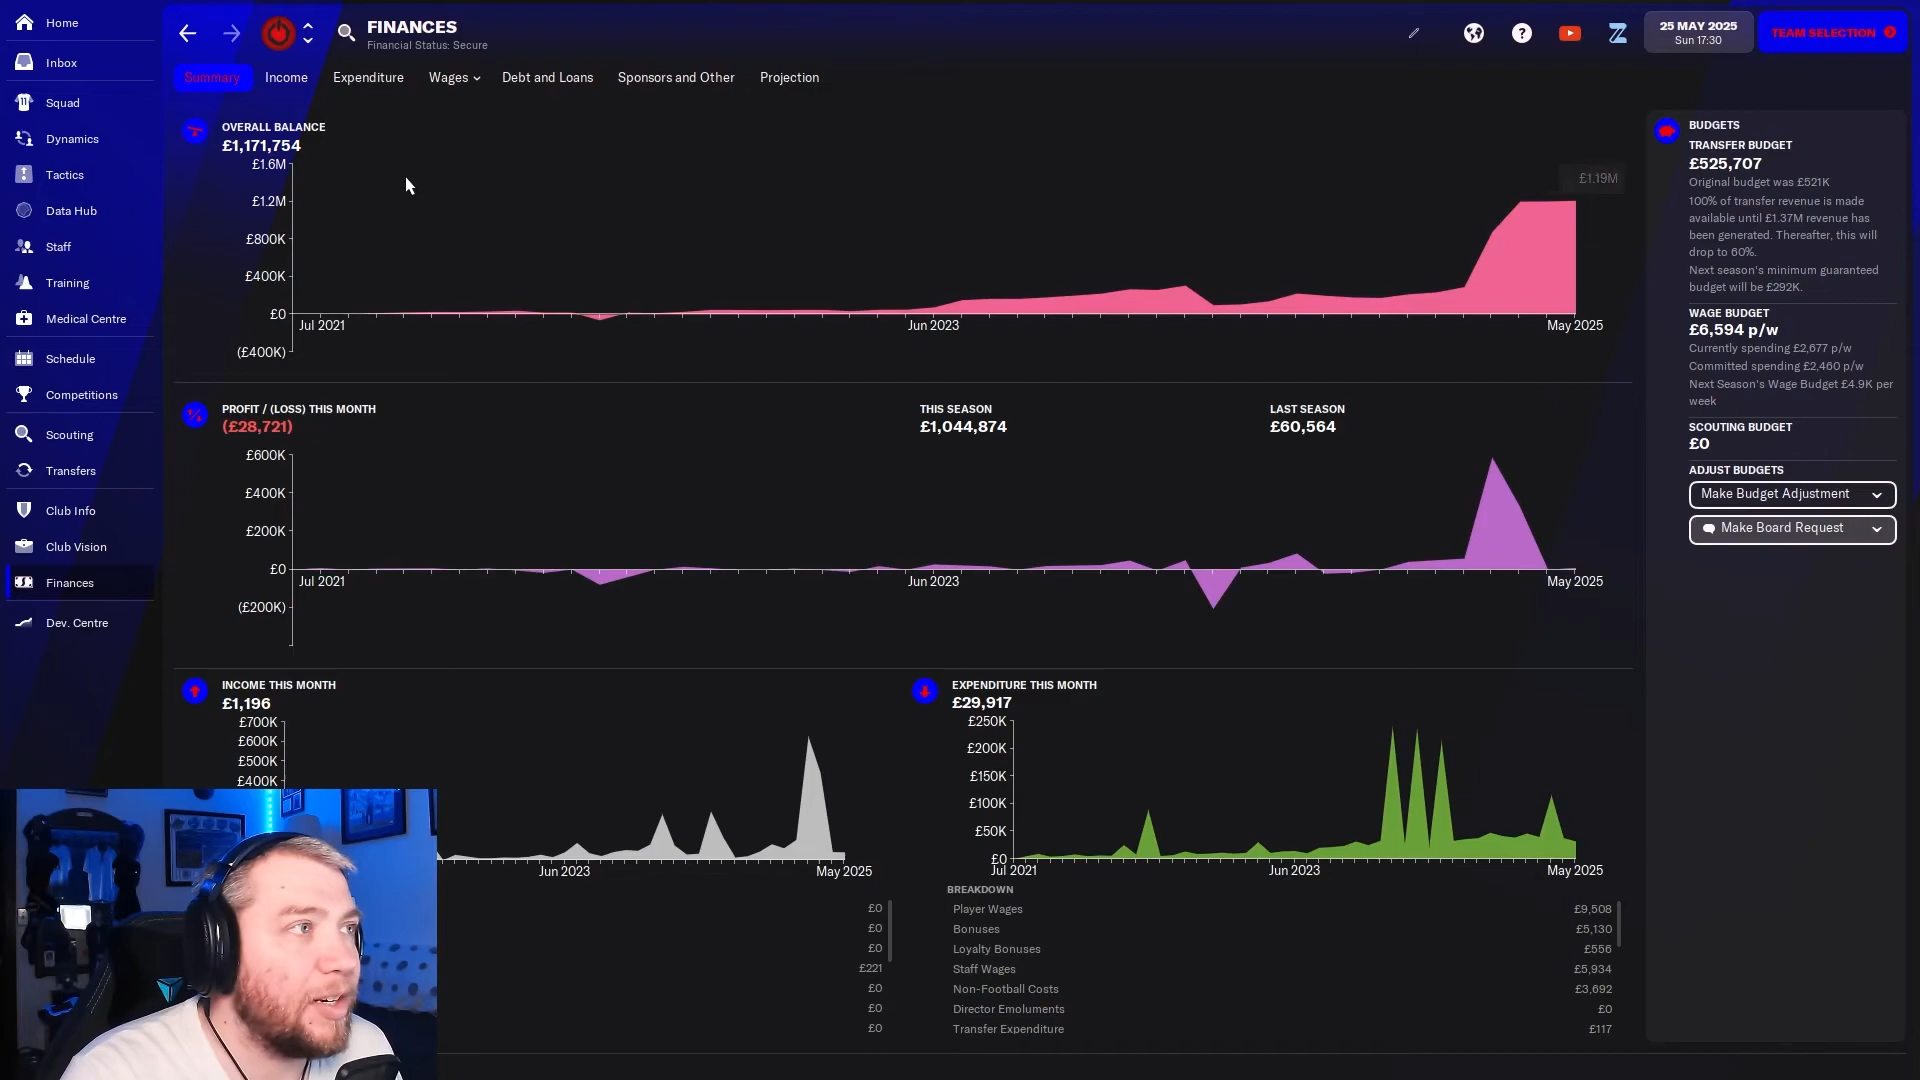 Home
Inbox
Squad
Dynamics
Tactics
Data Hub
Staff
Training
Medical Centre
Schedule
Competitions
Scouting
Transfers
Club Info
Club Vision
Finances
Dev. Centre
FINANCES
Financial Status: Secure
25 MAY 2025
Sun 17:30
TEAM SELECTION
Summary Income Expenditure Wages Debt and Loans Sponsors and Other Projection
OVERALL BALANCE
£1,171,754
£1.6M
£1.2M
£800K
£400K
£0
(£400K)
£1.19M
Jul 2021 Jun 2023 May 2025
PROFIT / (LOSS) THIS MONTH
(£28,721)
THIS SEASON
£1,044,874
LAST SEASON
£60,564
£600K
£400K
£200K
£0
(£200K)
Jul 2021 Jun 2023 May 2025
INCOME THIS MONTH
£1,196
£700K
£600K
£500K
£400K
Jun 2023 May 2025
£0
£0
£0
£221
£0
£0
£0
EXPENDITURE THIS MONTH
£29,917
£250K
£200K
£150K
£100K
£50K
£0
Jul 2021 Jun 2023 May 2025
BREAKDOWN
Player Wages £9,508
Bonuses £5,130
Loyalty Bonuses £556
Staff Wages £5,934
Non-Football Costs £3,692
Director Emoluments £0
Transfer Expenditure £117
BUDGETS
TRANSFER BUDGET
£525,707
Original budget was £521K
100% of transfer revenue is made
available until £1.37M revenue has
been generated. Thereafter, this will
drop to 60%.
Next season's minimum guaranteed
budget will be £292K.
WAGE BUDGET
£6,594 p/w
Currently spending £2,677 p/w
Committed spending £2,460 p/w
Next Season's Wage Budget £4.9K per
week
SCOUTING BUDGET
£0
ADJUST BUDGETS
Make Budget Adjustment
Make Board Request